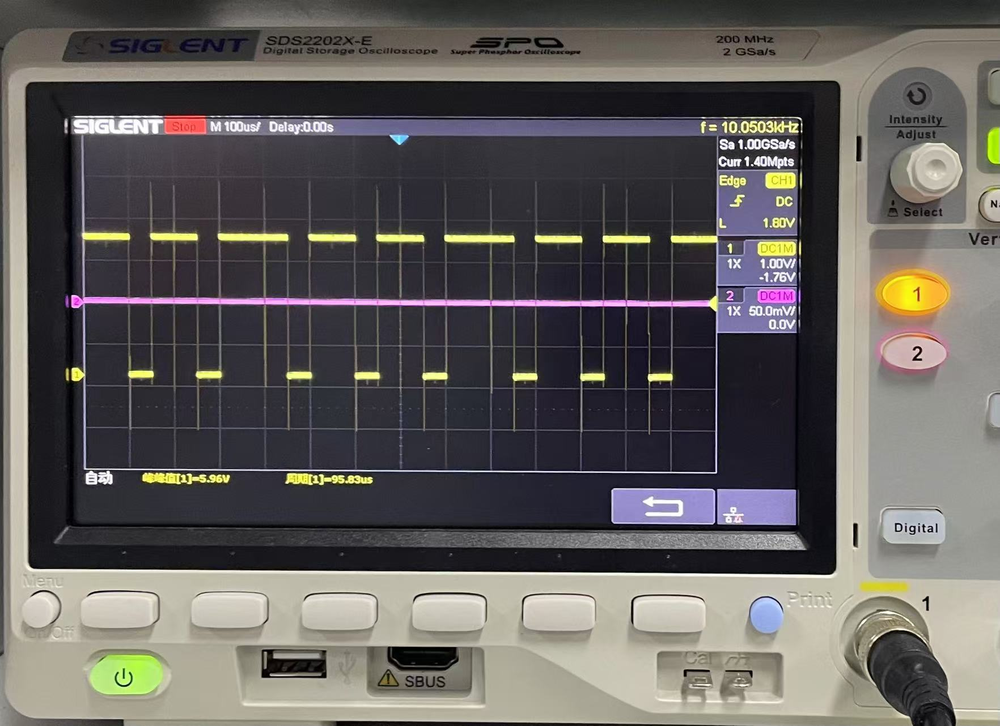 SIGLENT SDS2202X-E SPO 200 MHz
Digital Storage Oscilloscope Super Phosphor Oscilloscope 2 GSa/s
SIGLENT Stop M 100us/ Delay:0.00s f = 10.0503kHz
Sa 1.00GSa/s
Curr 1.40Mpts
Edge CH1
DC
L 1.80V
1 DC1M
1X 1.00V/
-1.76V
2 DC1M
1X 50.0mV/
0.0V
2
1
自动 峰峰值[1]=5.96V 周期[1]=95.83us
Intensity
Adjust
Select
Ver
1
2
Digital
Menu
On/Off
Print
1
SBUS
Cal